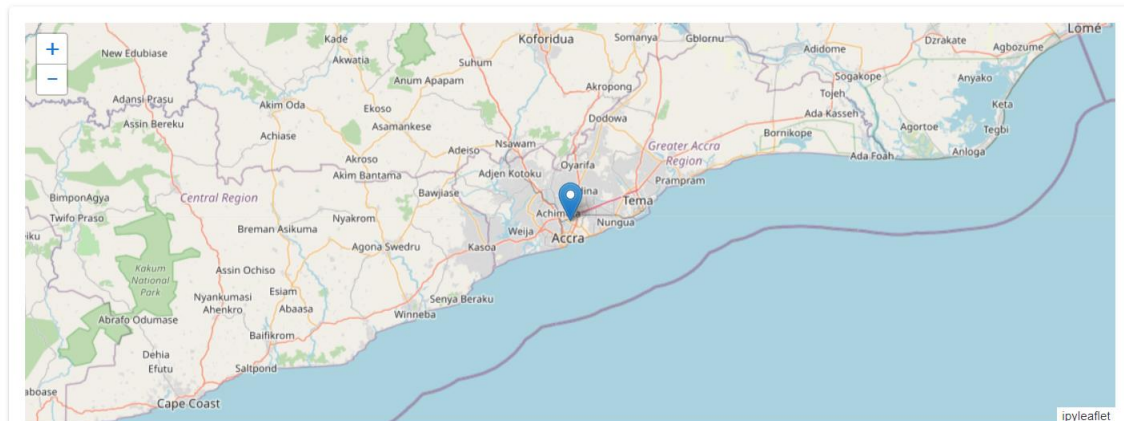 +
−
New Edubiase
Kade
Akwatia
Koforidua
Somanya
Gblornu
Adidome
Dzrakate
Agbozume
Lomé
Suhum
Anum Apapam
Akropong
Sogakope
Tojeh
Anyako
Adansi Prasu
Akim Oda
Ekoso
Dodowa
Ada Kasseh
Keta
Assin Bereku
Achiase
Asamankese
Nsawam
Bornikope
Agortoe
Tegbi
Akroso
Adeiso
Oyarifa
Greater Accra
Region
Ada Foah
Anloga
Akim Bantama
Adjen Kotoku
Prampram
BimponAgya
Central Region
Bawjiase
Tema
Twifo Praso
Nyakrom
Nungua
Breman Asikuma
Weija
Accra
Agona Swedru
Kasoa
Kakum
National
Park
Assin Ochiso
Nyankumasi
Ahenkro
Esiam
Abaasa
Senya Beraku
Winneba
Abrafo Odumase
Baifikrom
Dehia
Efutu
Saltpond
Cape Coast
ipyleaflet